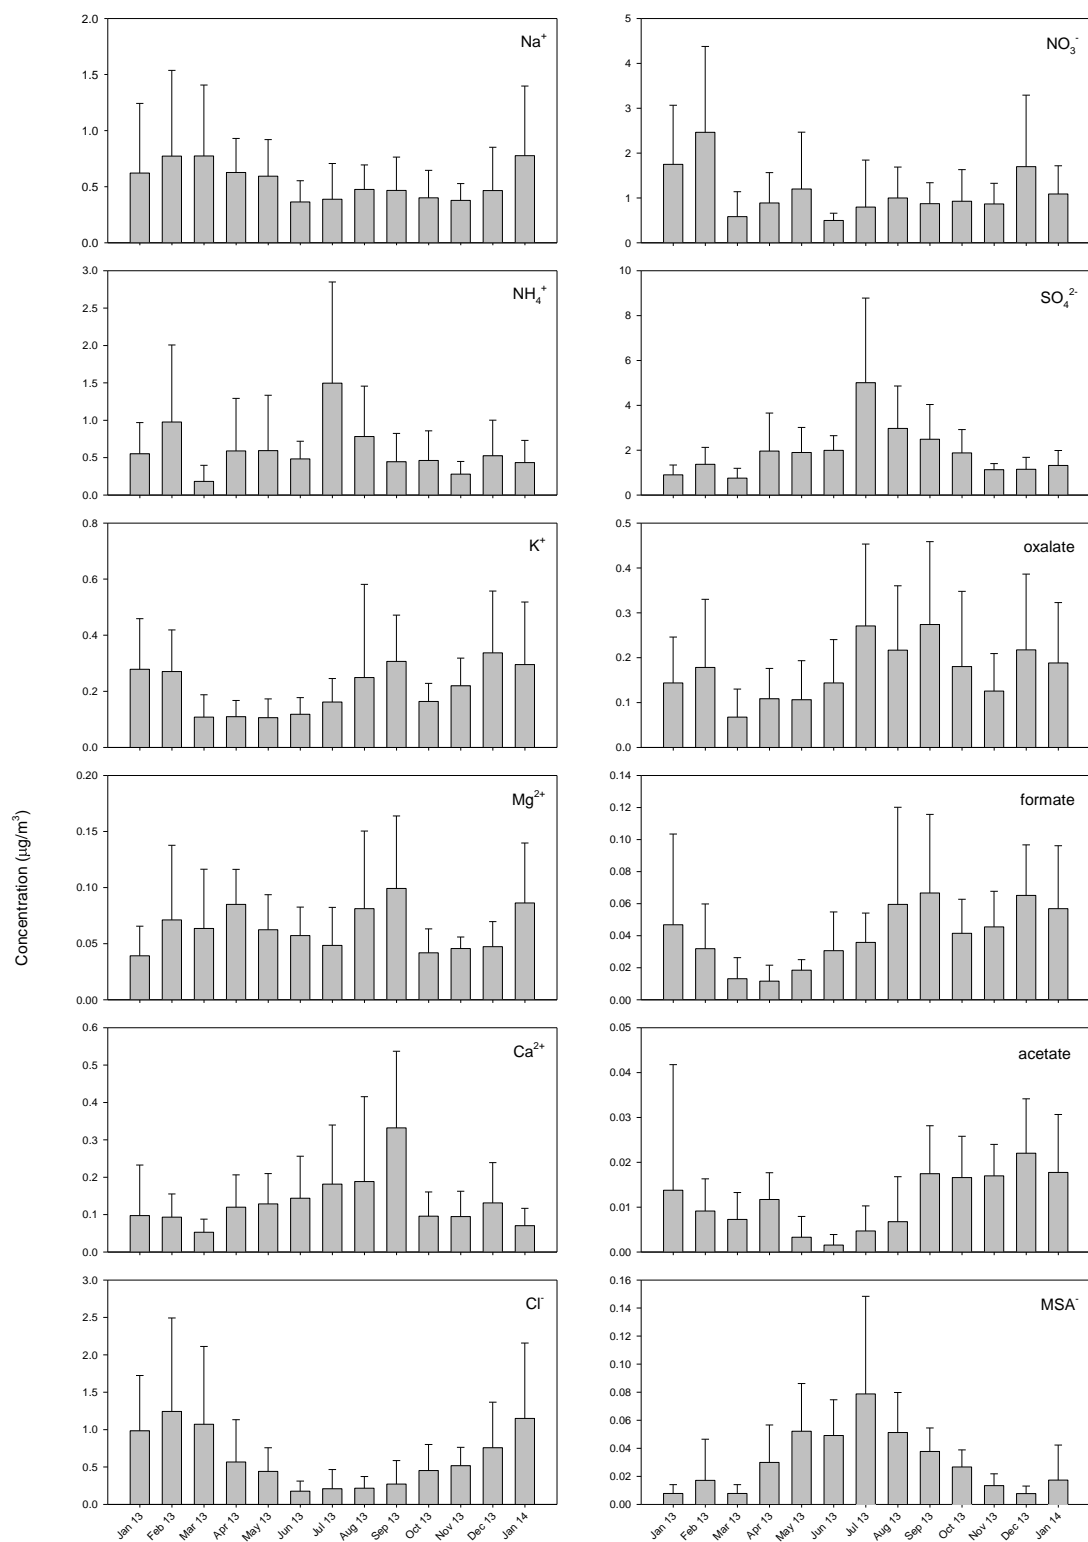 Concentration (μg/m³)
Na⁺
2.0
1.5
1.0
0.5
0.0
NO₃⁻
5
4
3
2
1
0
NH₄⁺
3.0
2.5
2.0
1.5
1.0
0.5
0.0
SO₄²⁻
10
8
6
4
2
0
K⁺
0.8
0.6
0.4
0.2
0.0
oxalate
0.5
0.4
0.3
0.2
0.1
0.0
Mg²⁺
0.20
0.15
0.10
0.05
0.00
formate
0.14
0.12
0.10
0.08
0.06
0.04
0.02
0.00
Ca²⁺
0.6
0.5
0.4
0.3
0.2
0.1
0.0
acetate
0.05
0.04
0.03
0.02
0.01
0.00
Cl⁻
3.0
2.5
2.0
1.5
1.0
0.5
0.0
Jan 13
Feb 13
Mar 13
Apr 13
May 13
Jun 13
Jul 13
Aug 13
Sep 13
Oct 13
Nov 13
Dec 13
Jan 14
MSA⁻
0.16
0.14
0.12
0.10
0.08
0.06
0.04
0.02
0.00
Jan 13
Feb 13
Mar 13
Apr 13
May 13
Jun 13
Jul 13
Aug 13
Sep 13
Oct 13
Nov 13
Dec 13
Jan 14